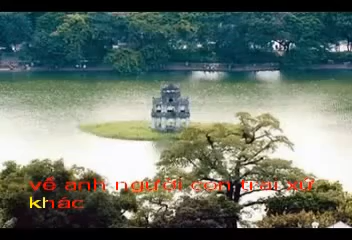 về anh người con trai xứ
khác